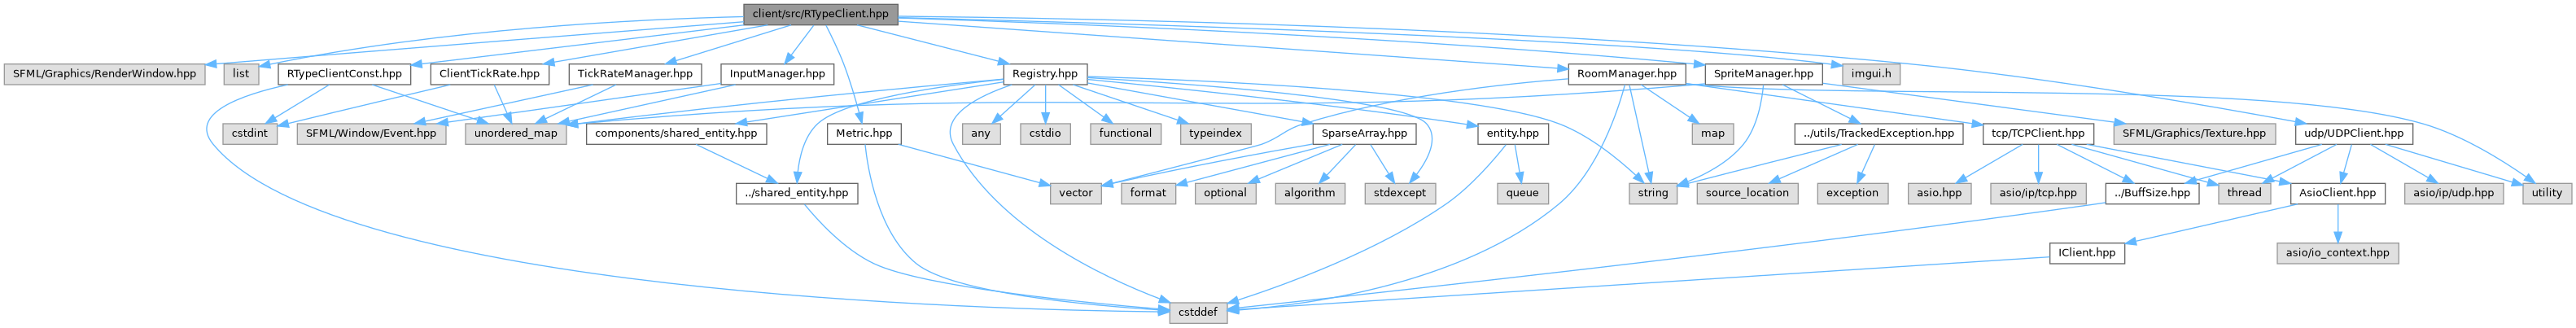 client/src/RTypeClient.hpp
SFML/Graphics/RenderWindow.hpp
list
RTypeClientConst.hpp
ClientTickRate.hpp
TickRateManager.hpp
InputManager.hpp
Registry.hpp
RoomManager.hpp
SpriteManager.hpp
imgui.h
cstdint
SFML/Window/Event.hpp
unordered_map
components/shared_entity.hpp
Metric.hpp
any
cstdio
functional
typeindex
SparseArray.hpp
entity.hpp
map
../utils/TrackedException.hpp
tcp/TCPClient.hpp
SFML/Graphics/Texture.hpp
udp/UDPClient.hpp
../shared_entity.hpp
vector
format
optional
algorithm
stdexcept
queue
string
source_location
exception
asio.hpp
asio/ip/tcp.hpp
../BuffSize.hpp
thread
AsioClient.hpp
asio/ip/udp.hpp
utility
IClient.hpp
asio/io_context.hpp
cstddef